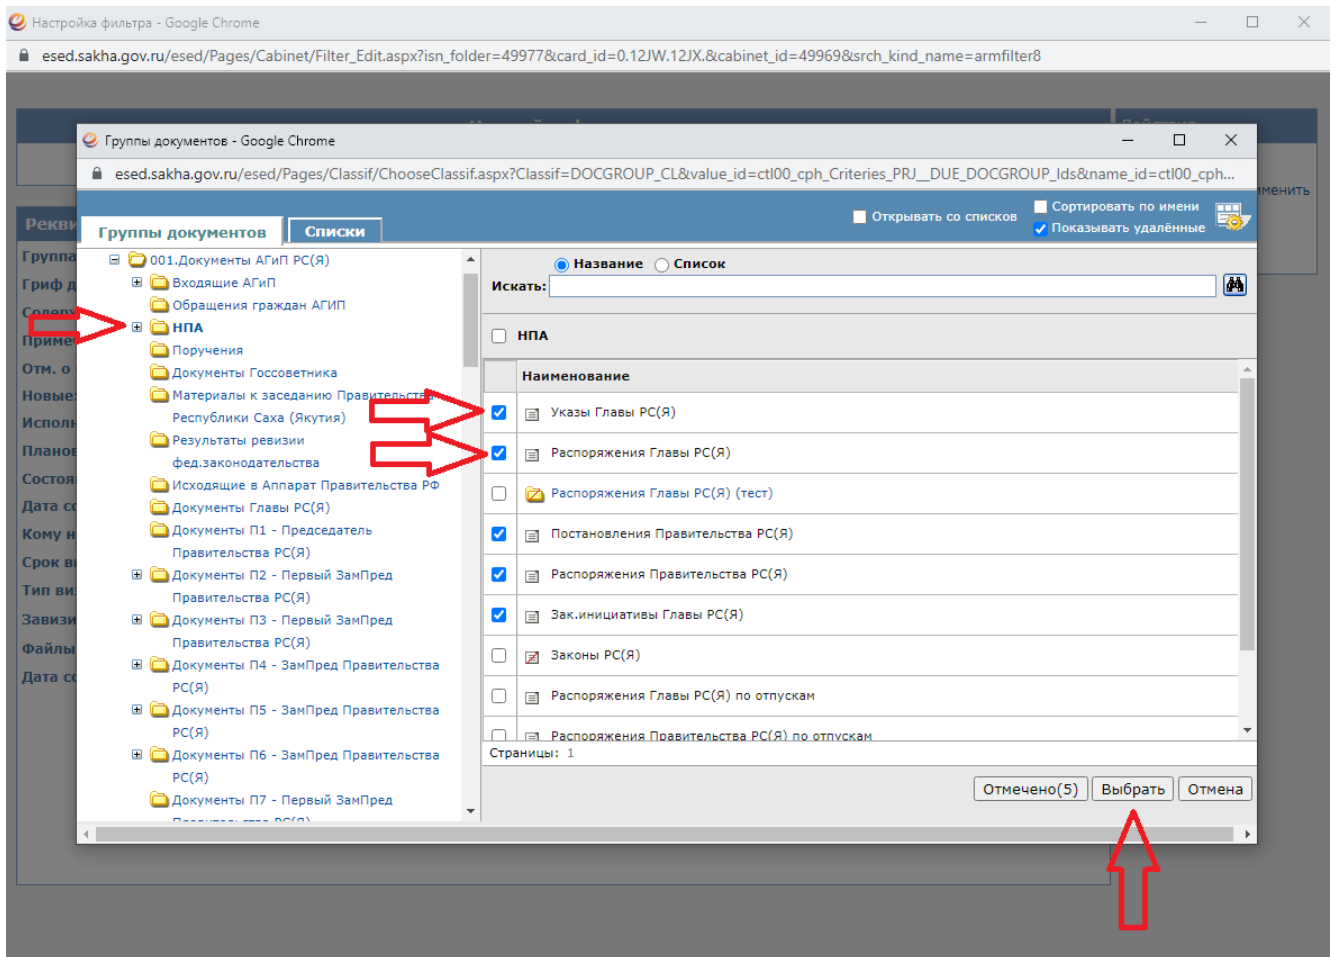 Настройка фильтра - Google Chrome
esed.sakha.gov.ru/esed/Pages/Cabinet/Filter_Edit.aspx?isn_folder=49977&card_id=0.12JW.12JX.&cabinet_id=49969&srch_kind_name=armfilter8
Группы документов - Google Chrome
esed.sakha.gov.ru/esed/Pages/Classif/ChooseClassif.aspx?Classif=DOCGROUP_CL&value_id=ctl00_cph_Criteries_PRJ__DUE_DOCGROUP_Ids&name_id=ctl00_cph...
Группы документов
Списки
Открывать со списков
Сортировать по имени
Показывать удалённые
001.Документы АГиП РС(Я)
Входящие АГиП
Обращения граждан АГИП
НПА
Поручения
Документы Госсоветника
Материалы к заседанию Правительства
Республики Саха (Якутия)
Результаты ревизии
фед.законодательства
Исходящие в Аппарат Правительства РФ
Документы Главы РС(Я)
Документы П1 - Председатель
Правительства РС(Я)
Документы П2 - Первый ЗамПред
Правительства РС(Я)
Документы П3 - Первый ЗамПред
Правительства РС(Я)
Документы П4 - ЗамПред Правительства
РС(Я)
Документы П5 - ЗамПред Правительства
РС(Я)
Документы П6 - ЗамПред Правительства
РС(Я)
Документы П7 - Первый ЗамПред
Название Список
Искать:
НПА
Наименование
Указы Главы РС(Я)
Распоряжения Главы РС(Я)
Распоряжения Главы РС(Я) (тест)
Постановления Правительства РС(Я)
Распоряжения Правительства РС(Я)
Зак.инициативы Главы РС(Я)
Законы РС(Я)
Распоряжения Главы РС(Я) по отпускам
Распоряжения Правительства РС(Я) по отпускам
Страницы: 1
Отмечено(5) Выбрать Отмена
Рекви
Группа
Гриф д
Содерж
Приме
Отм. о
Новые:
Исполн
Планов
Состоя
Дата со
Кому н
Срок вы
Тип виз
Завизи
Файлы
Дата со
именить